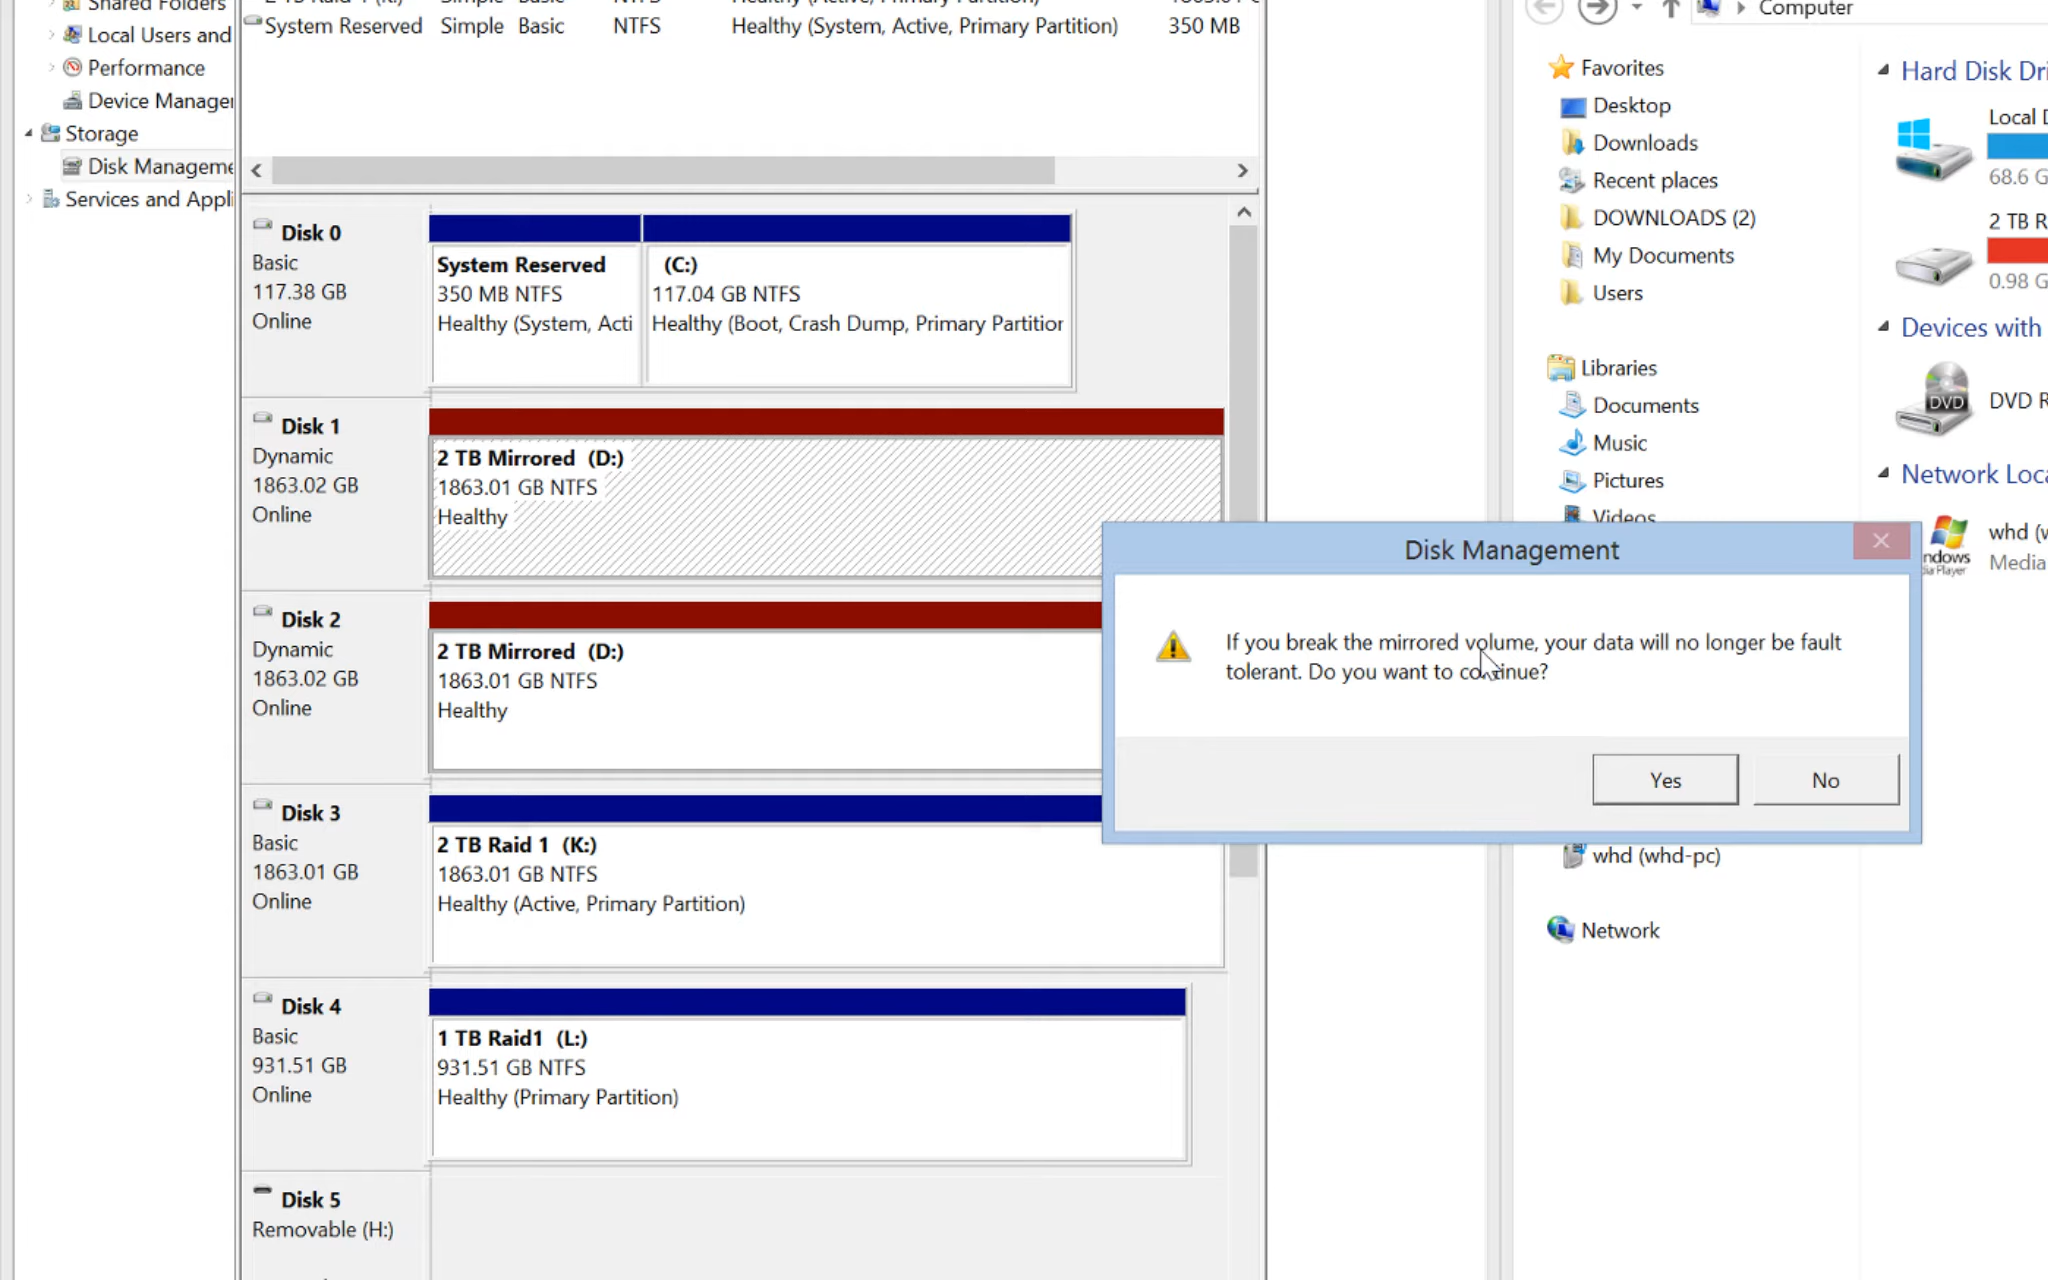 Shared Folders
Local Users and
Performance
Device Manager
Storage
Disk Manageme
Services and Appli
System Reserved Simple Basic NTFS Healthy (System, Active, Primary Partition) 350 MB
Disk 0
Basic
117.38 GB
Online
System Reserved
350 MB NTFS
Healthy (System, Acti
(C:)
117.04 GB NTFS
Healthy (Boot, Crash Dump, Primary Partition
Disk 1
Dynamic
1863.02 GB
Online
2 TB Mirrored (D:)
1863.01 GB NTFS
Healthy
Disk 2
Dynamic
1863.02 GB
Online
2 TB Mirrored (D:)
1863.01 GB NTFS
Healthy
Disk 3
Basic
1863.01 GB
Online
2 TB Raid 1 (K:)
1863.01 GB NTFS
Healthy (Active, Primary Partition)
Disk 4
Basic
931.51 GB
Online
1 TB Raid1 (L:)
931.51 GB NTFS
Healthy (Primary Partition)
Disk 5
Removable (H:)
Disk Management
If you break the mirrored volume, your data will no longer be fault
tolerant. Do you want to continue?
Yes
No
Computer
Favorites
Desktop
Downloads
Recent places
DOWNLOADS (2)
My Documents
Users
Libraries
Documents
Music
Pictures
Videos
whd (whd-pc)
Network
Hard Disk Dri
Local D
68.6 G
2 TB R
0.98 G
Devices with
DVD
DVD R
Network Loca
whd (w
ndows
Media